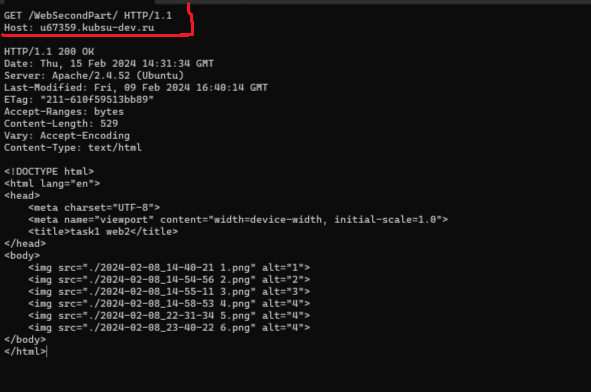 GET /WebSecondPart/ HTTP/1.1
Host: u67359.kubsu-dev.ru
HTTP/1.1 200 OK
Date: Thu, 15 Feb 2024 14:31:34 GMT
Server: Apache/2.4.52 (Ubuntu)
Last-Modified: Fri, 09 Feb 2024 16:40:14 GMT
ETag: "211-610f59513bb89"
Accept-Ranges: bytes
Content-Length: 529
Vary: Accept-Encoding
Content-Type: text/html
<!DOCTYPE html>
<html lang="en">
<head>
    <meta charset="UTF-8">
    <meta name="viewport" content="width=device-width, initial-scale=1.0">
    <title>task1 web2</title>
</head>
<body>
    <img src="./2024-02-08_14-40-21 1.png" alt="1">
    <img src="./2024-02-08_14-54-56 2.png" alt="2">
    <img src="./2024-02-08_14-55-11 3.png" alt="3">
    <img src="./2024-02-08_14-58-53 4.png" alt="4">
    <img src="./2024-02-08_22-31-34 5.png" alt="4">
    <img src="./2024-02-08_23-40-22 6.png" alt="4">
</body>
</html>